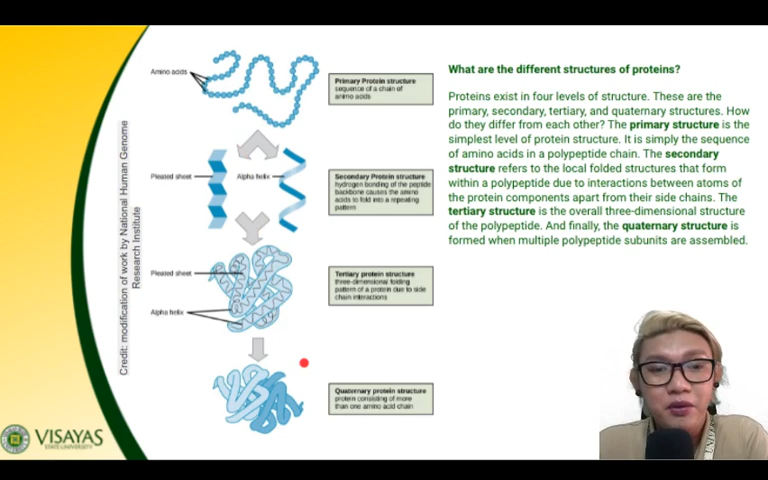 Amino acids
Primary Protein structure
sequence of a chain of
amino acids
Pleated sheet
Alpha helix
Secondary Protein structure
hydrogen bonding of the peptide
backbone causes the amino
acids to fold into a repeating
pattern
Pleated sheet
Alpha helix
Tertiary protein structure
three-dimensional folding
pattern of a protein due to side
chain interactions
Quaternary protein structure
protein consisting of more
than one amino acid chain
Credit: modification of work by National Human Genome
Research Institute
What are the different structures of proteins?
Proteins exist in four levels of structure. These are the
primary, secondary, tertiary, and quaternary structures. How
do they differ from each other? The primary structure is the
simplest level of protein structure. It is simply the sequence
of amino acids in a polypeptide chain. The secondary
structure refers to the local folded structures that form
within a polypeptide due to interactions between atoms of
the protein components apart from their side chains. The
tertiary structure is the overall three-dimensional structure
of the polypeptide. And finally, the quaternary structure is
formed when multiple polypeptide subunits are assembled.
VISAYAS
STATE UNIVERSITY